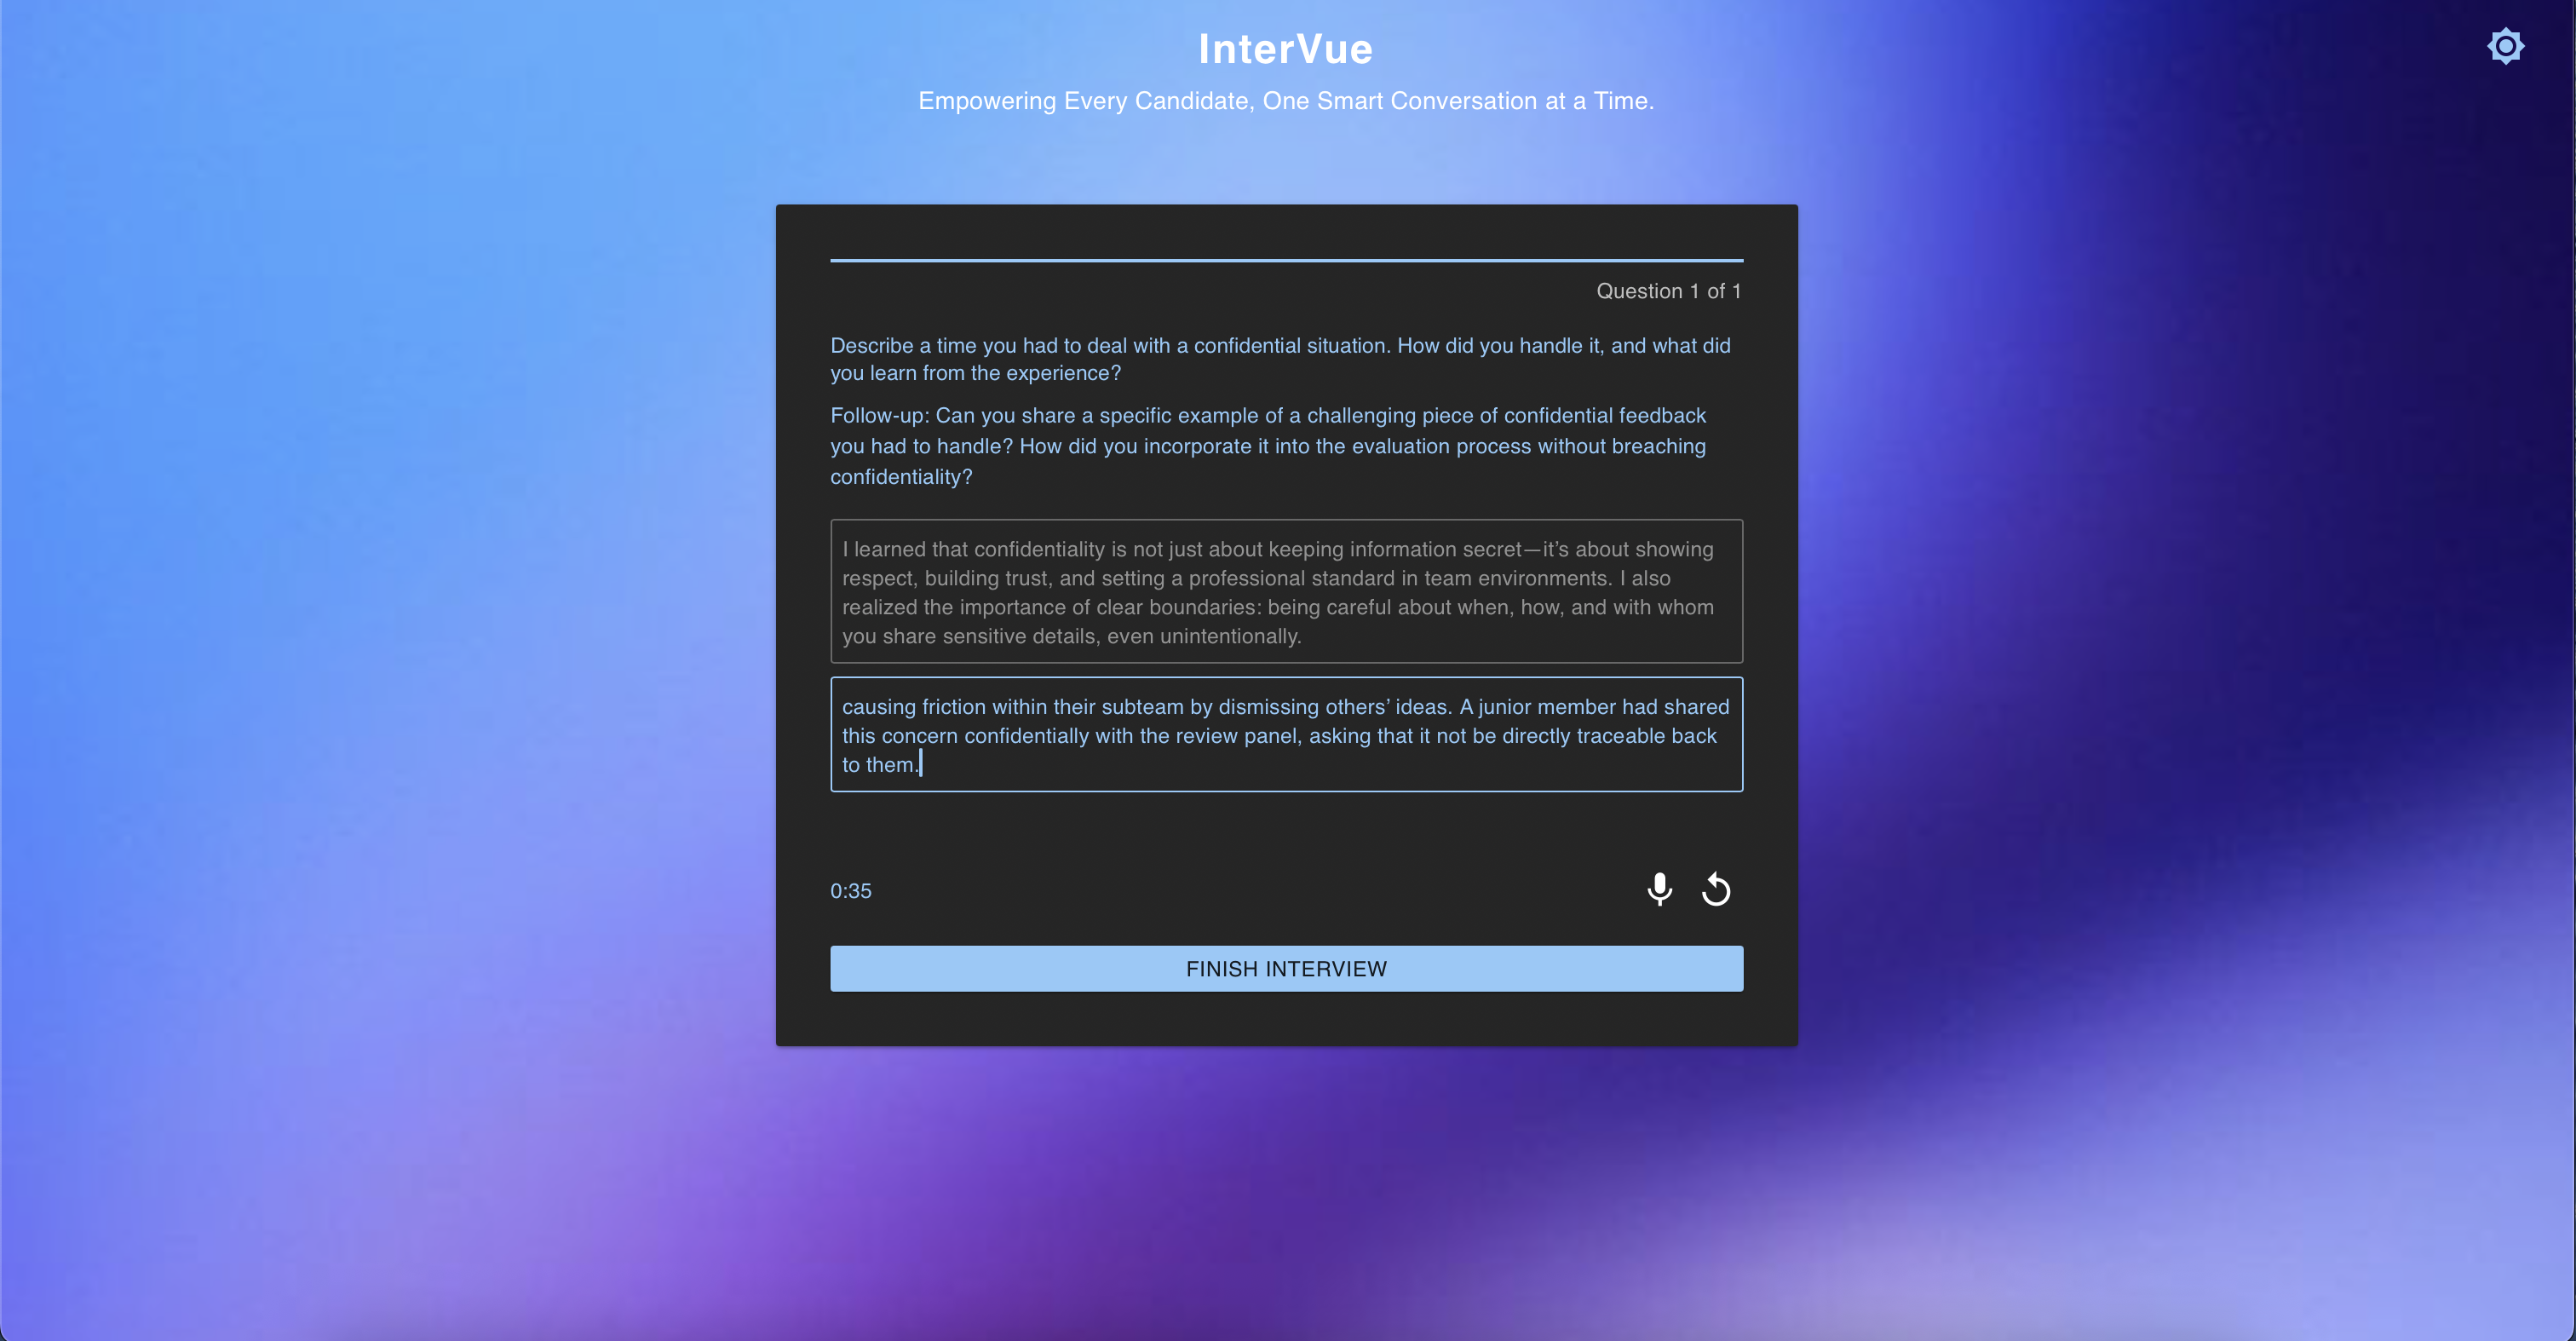 InterVue
Empowering Every Candidate, One Smart Conversation at a Time.
Question 1 of 1
Describe a time you had to deal with a confidential situation. How did you handle it, and what did
you learn from the experience?
Follow-up: Can you share a specific example of a challenging piece of confidential feedback
you had to handle? How did you incorporate it into the evaluation process without breaching
confidentiality?
I learned that confidentiality is not just about keeping information secret—it’s about showing
respect, building trust, and setting a professional standard in team environments. I also
realized the importance of clear boundaries: being careful about when, how, and with whom
you share sensitive details, even unintentionally.
causing friction within their subteam by dismissing others’ ideas. A junior member had shared
this concern confidentially with the review panel, asking that it not be directly traceable back
to them.
0:35
FINISH INTERVIEW